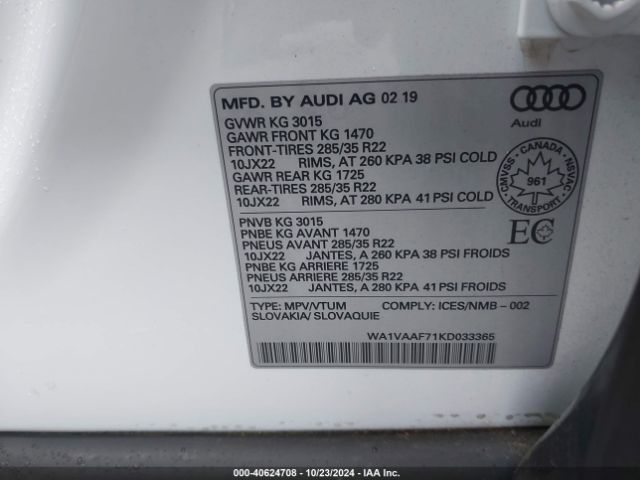 MFD. BY AUDI AG 02 19
Audi
GVWR KG 3015
GAWR FRONT KG 1470
FRONT-TIRES 285/35 R22
10JX22 RIMS, AT 260 KPA 38 PSI COLD
GAWR REAR KG 1725
REAR-TIRES 285/35 R22
10JX22 RIMS, AT 280 KPA 41 PSI COLD
CMVSS - CANADA - NSVAC
961
TRANSPORT
PNVB KG 3015
PNBE KG AVANT 1470
PNEUS AVANT 285/35 R22
10JX22 JANTES, A 260 KPA 38 PSI FROIDS
PNBE KG ARRIERE 1725
PNEUS ARRIERE 285/35 R22
10JX22 JANTES, A 280 KPA 41 PSI FROIDS
EC
TYPE: MPV/VTUM COMPLY: ICES/NMB - 002
SLOVAKIA/ SLOVAQUIE
WA1VAAF71KD033365
000-40624708 - 10/23/2024 - IAA Inc.